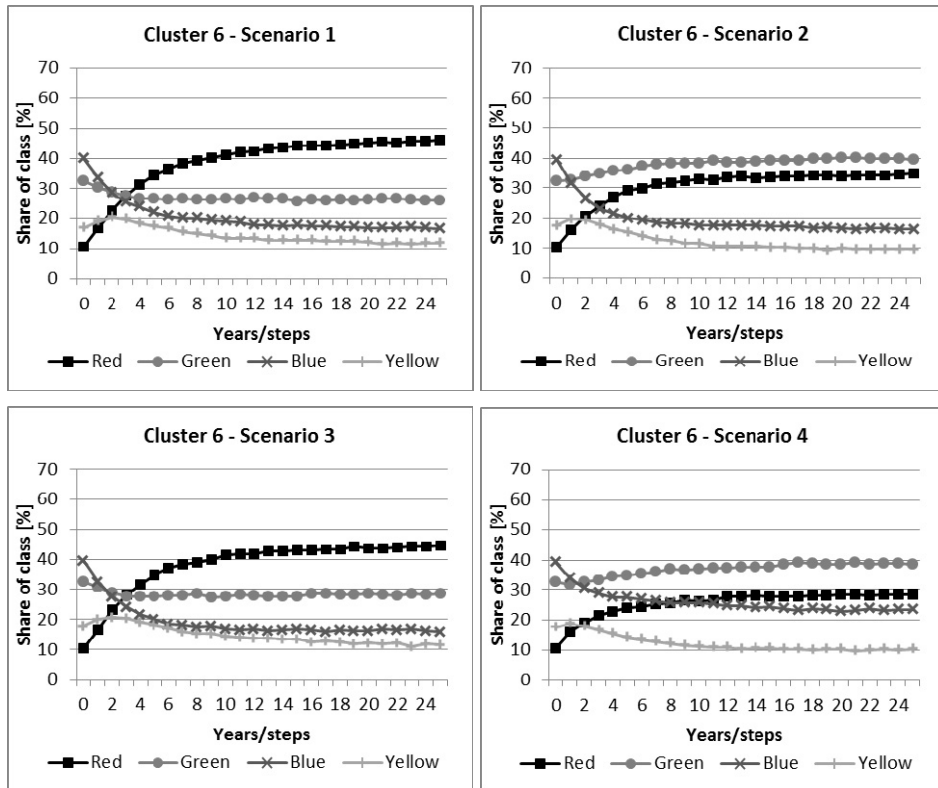 Cluster 6 - Scenario 1
Share of class [%]
70
60
50
40
30
20
10
0
0 2 4 6 8 10 12 14 16 18 20 22 24
Years/steps
Red Green Blue Yellow
Cluster 6 - Scenario 2
Share of class [%]
70
60
50
40
30
20
10
0
0 2 4 6 8 10 12 14 16 18 20 22 24
Years/steps
Red Green Blue Yellow
Cluster 6 - Scenario 3
Share of class [%]
70
60
50
40
30
20
10
0
0 2 4 6 8 10 12 14 16 18 20 22 24
Years/steps
Red Green Blue Yellow
Cluster 6 - Scenario 4
Share of class [%]
70
60
50
40
30
20
10
0
0 2 4 6 8 10 12 14 16 18 20 22 24
Years/steps
Red Green Blue Yellow